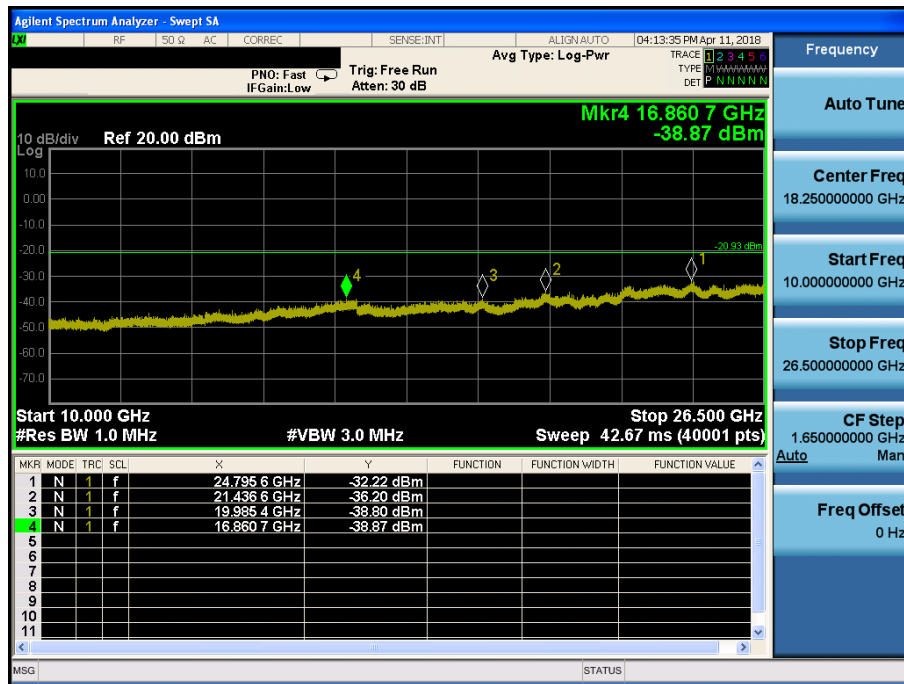 Agilent Spectrum Analyzer - Swept SA
LXI RF 50 Ω AC CORREC SENSE:INT ALIGN AUTO 04:13:35 PM Apr 11, 2018
Avg Type: Log-Pwr
TRACE 1 2 3 4 5 6
TYPE M W W W W W
DET P N N N N N
PNO: Fast Trig: Free Run
IFGain:Low Atten: 30 dB
Mkr4 16.860 7 GHz
-38.87 dBm
10 dB/div Ref 20.00 dBm
Log
10.0
0.00
-10.0
-20.0
-20.93 dBm
-30.0
-40.0
-50.0
-60.0
-70.0
4
3
2
1
Start 10.000 GHz Stop 26.500 GHz
#Res BW 1.0 MHz #VBW 3.0 MHz Sweep 42.67 ms (40001 pts)
MKR MODE TRC SCL X Y FUNCTION FUNCTION WIDTH FUNCTION VALUE
1 N 1 f 24.795 6 GHz -32.22 dBm
2 N 1 f 21.436 6 GHz -36.20 dBm
3 N 1 f 19.985 4 GHz -38.80 dBm
4 N 1 f 16.860 7 GHz -38.87 dBm
5
6
7
8
9
10
11
MSG STATUS
Frequency
Auto Tune
Center Freq
18.250000000 GHz
Start Freq
10.000000000 GHz
Stop Freq
26.500000000 GHz
CF Step
1.650000000 GHz
Auto Man
Freq Offset
0 Hz